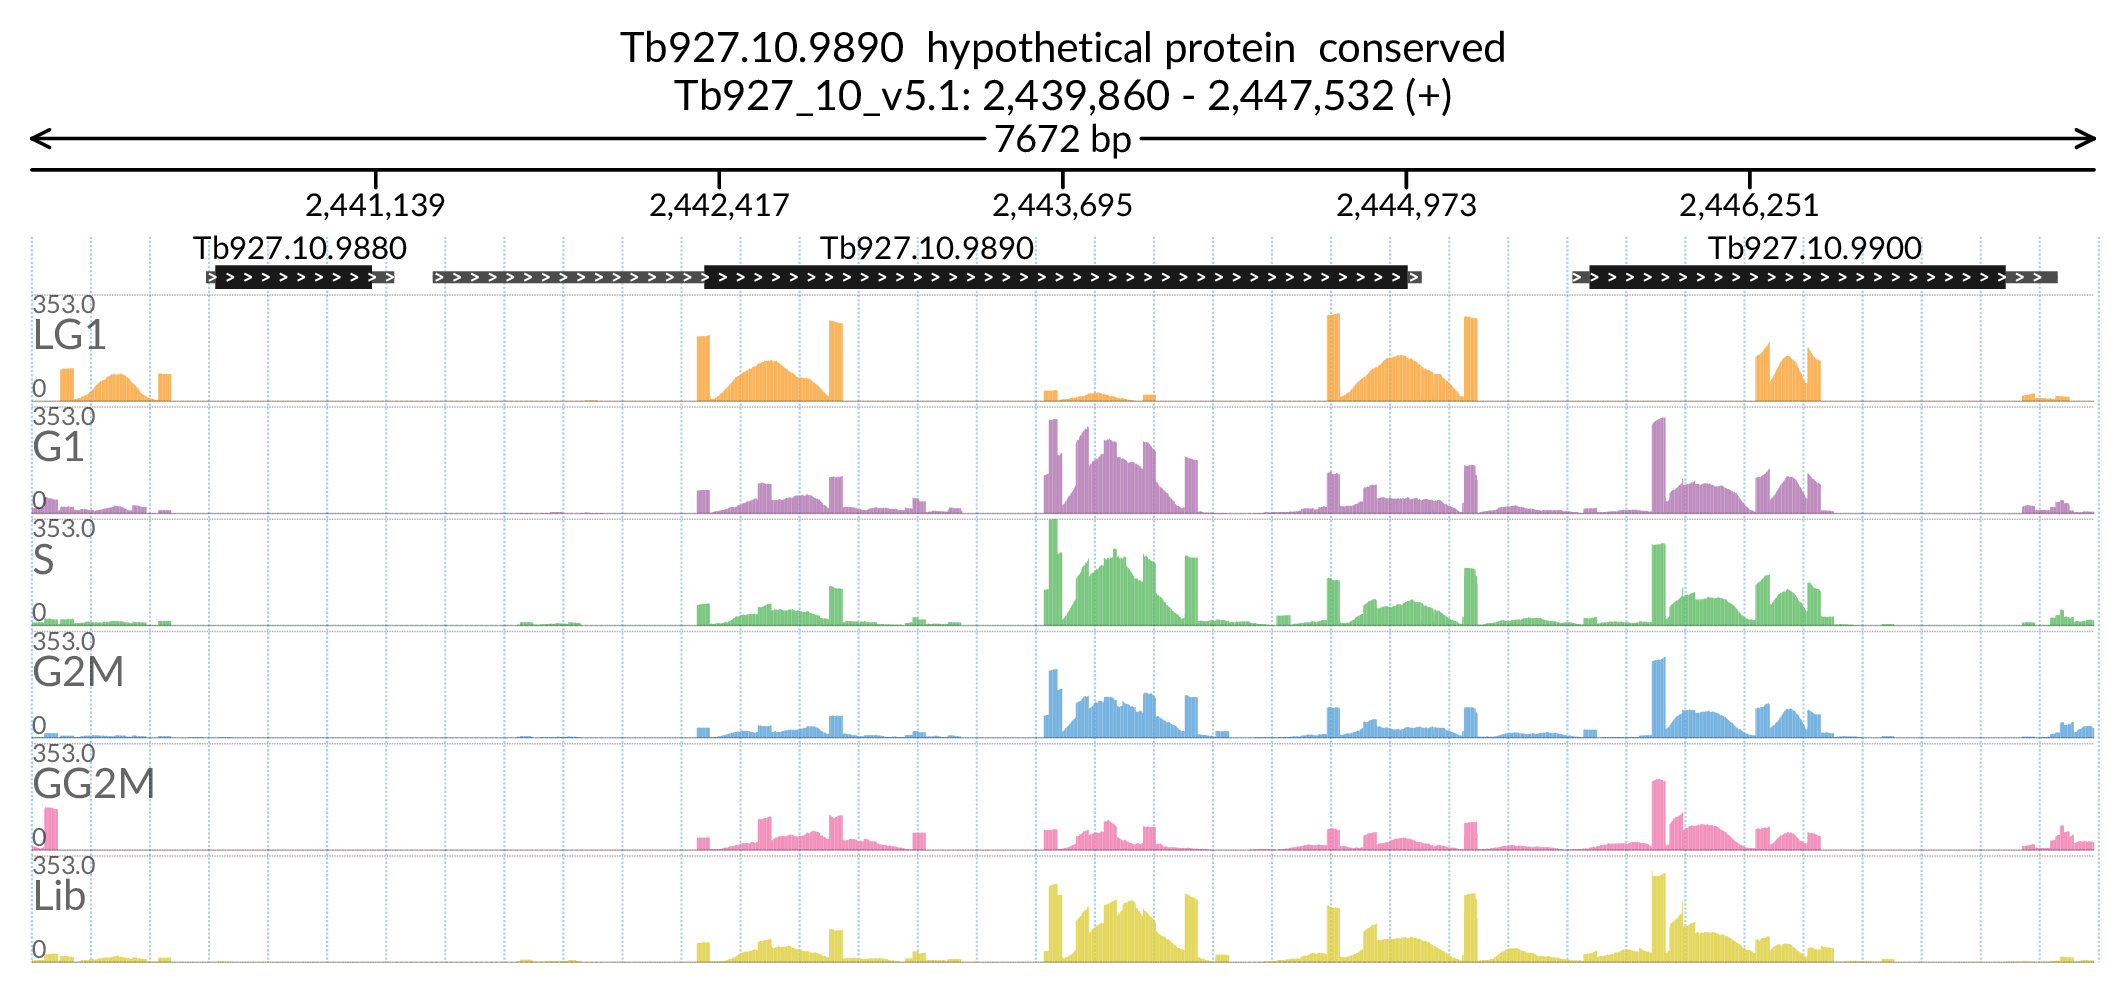 Tb927.10.9890 hypothetical protein conserved
Tb927_10_v5.1: 2,439,860 - 2,447,532 (+)
7672 bp
2,441,139 2,442,417 2,443,695 2,444,973 2,446,251
Tb927.10.9880 Tb927.10.9890 Tb927.10.9900
353.0
LG1
0
353.0
G1
0
353.0
S
0
353.0
G2M
0
353.0
GG2M
0
353.0
Lib
0